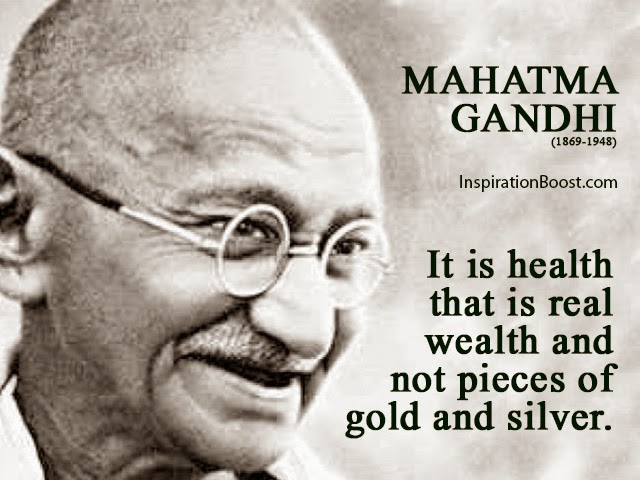 MAHATMA
GANDHI
(1869-1948)
InspirationBoost.com
It is health
that is real
wealth and
not pieces of
gold and silver.